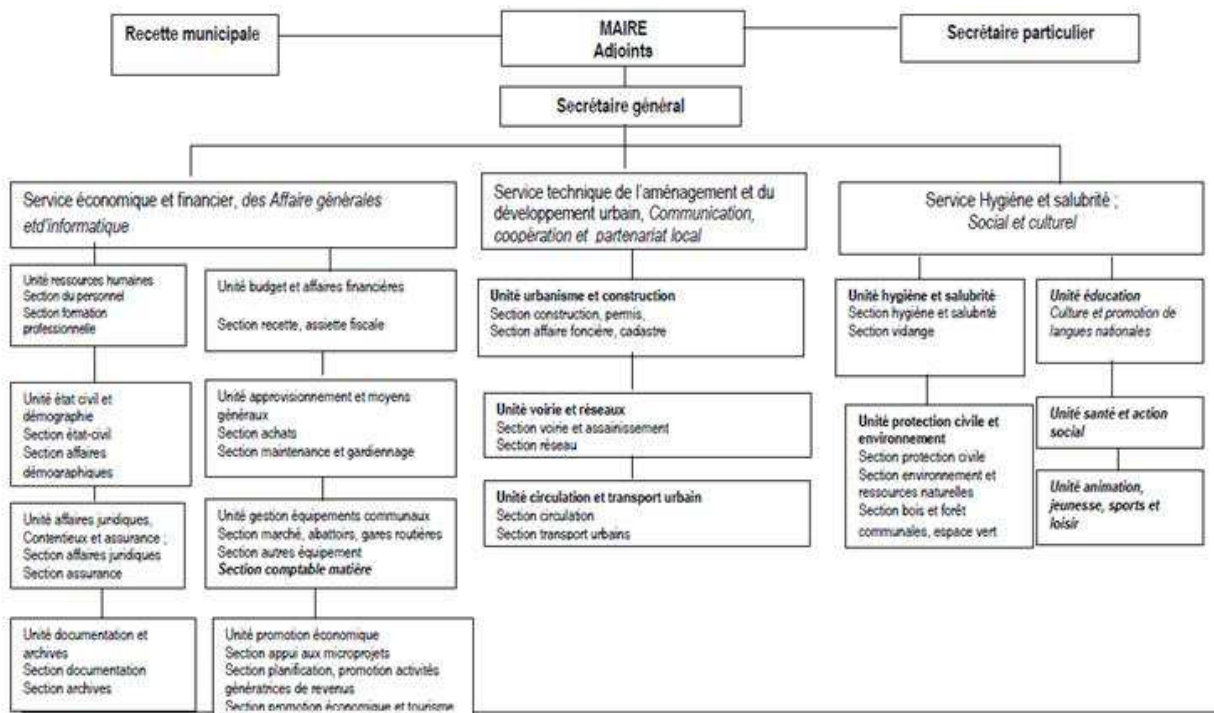 Recette municipale
MAIRE
Adjoints
Secrétaire particulier
Secrétaire général
Service économique et financier, des Affaire générales
etd'informatique
Service technique de l'aménagement et du
développement urbain, Communication,
coopération et partenariat local
Service Hygiène et salubrité ;
Social et culturel
Unité ressources humaines
Section du personnel
Section formation
professionnelle
Unité état civil et
démographie
Section état-civil
Section affaires
démographiques
Unité affaires juridiques,
Contentieux et assurance ;
Section affaires juridiques
Section assurance
Unité documentation et
archives
Section documentation
Section archives
Unité budget et affaires financières
Section recette, assiette fiscale
Unité approvisionnement et moyens
généraux
Section achats
Section maintenance et gardiennage
Unité gestion équipements communaux
Section marché, abattoirs, gares routières
Section autres équipement
Section comptable matière
Unité promotion économique
Section appui aux microprojets
Section planification, promotion activités
génératrices de revenus
Section promotion économique et tourisme
Unité urbanisme et construction
Section construction, permis,
Section affaire foncière, cadastre
Unité voirie et réseaux
Section voirie et assainissement
Section réseau
Unité circulation et transport urbain
Section circulation
Section transport urbains
Unité hygiène et salubrité
Section hygiène et salubrité
Section vidange
Unité protection civile et
environnement
Section protection civile
Section environnement et
ressources naturelles
Section bois et forêt
communales, espace vert
Unité éducation
Culture et promotion de
langues nationales
Unité santé et action
social
Unité animation,
jeunesse, sports et
loisir